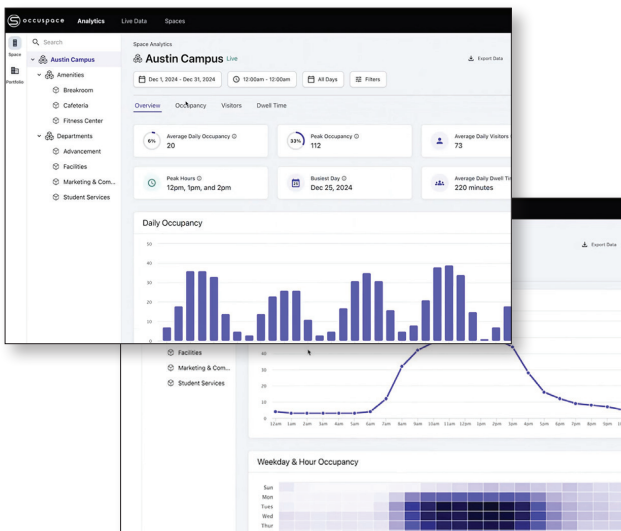 occuspace Analytics Live Data Spaces
Space
Portfolio
Search
Austin Campus
Amenities
Breakroom
Cafeteria
Fitness Center
Departments
Advancement
Facilities
Marketing & Com...
Student Services
Space Analytics
Austin Campus Live
Export Data
Dec 1, 2024 - Dec 31, 2024 12:00am - 12:00am All Days Filters
Overview Occupancy Visitors Dwell Time
6% Average Daily Occupancy
20
33% Peak Occupancy
112
Average Daily Visitors
73
Peak Hours
12pm, 1pm, and 2pm
Busiest Day
Dec 25, 2024
Average Daily Dwell
220 minutes
Daily Occupancy
50
40
30
20
10
0
Export Data
Facilities
Marketing & Com...
Student Services
40
30
20
10
0
12am 1am 2am 3am 4am 5am 6am 7am 8am 9am 10am 11am 12pm 1pm 2pm 3pm 4pm 5pm 6pm 7pm 8pm 9pm
Weekday & Hour Occupancy
Sun
Mon
Tues
Wed
Thur